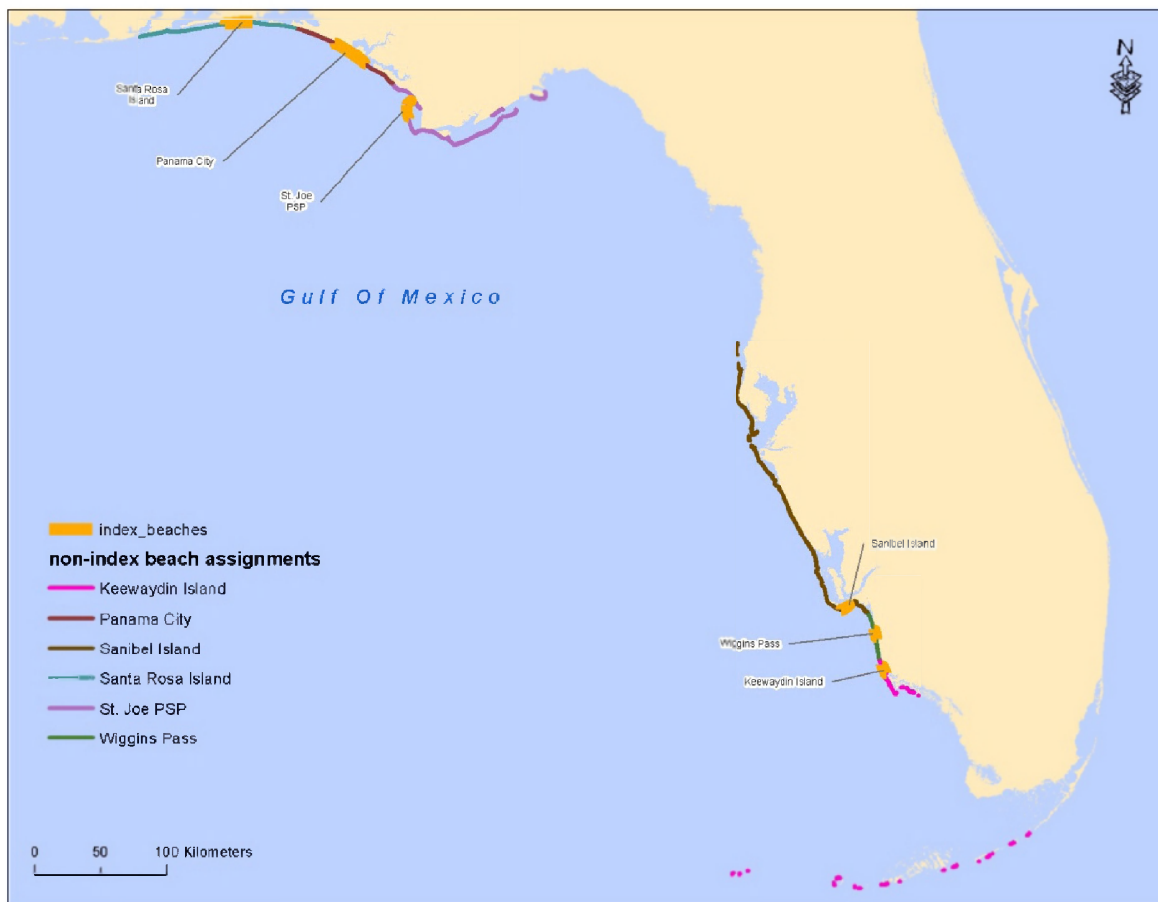 N
Santa Rosa
Island
Panama City
St. Joe
PSP
Gulf Of Mexico
Sanibel Island
Wiggins Pass
Keewaydin Island
index_beaches
non-index beach assignments
Keewaydin Island
Panama City
Sanibel Island
Santa Rosa Island
St. Joe PSP
Wiggins Pass
0 50 100 Kilometers